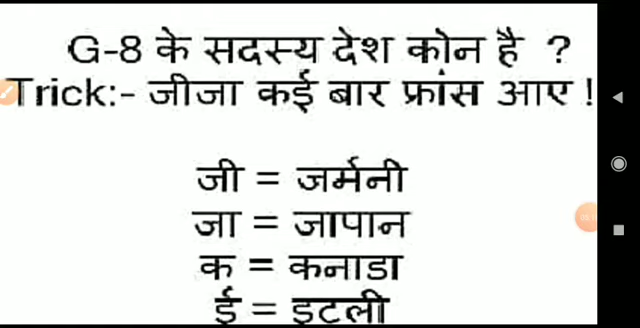 G-8 के सदस्य देश कोन है ?
Trick:- जीजा कई बार फ्रांस आए !
जी = जर्मनी
जा = जापान
क = कनाडा
ई = इटली